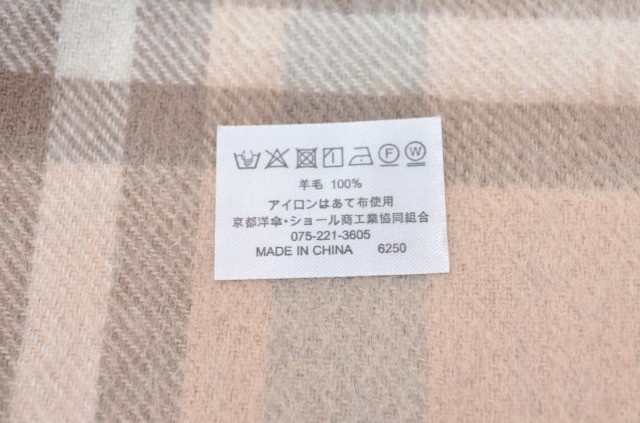 羊毛 100%
アイロンはあて布使用
京都洋傘・ショール商工業協同組合
075-221-3605
MADE IN CHINA 6250